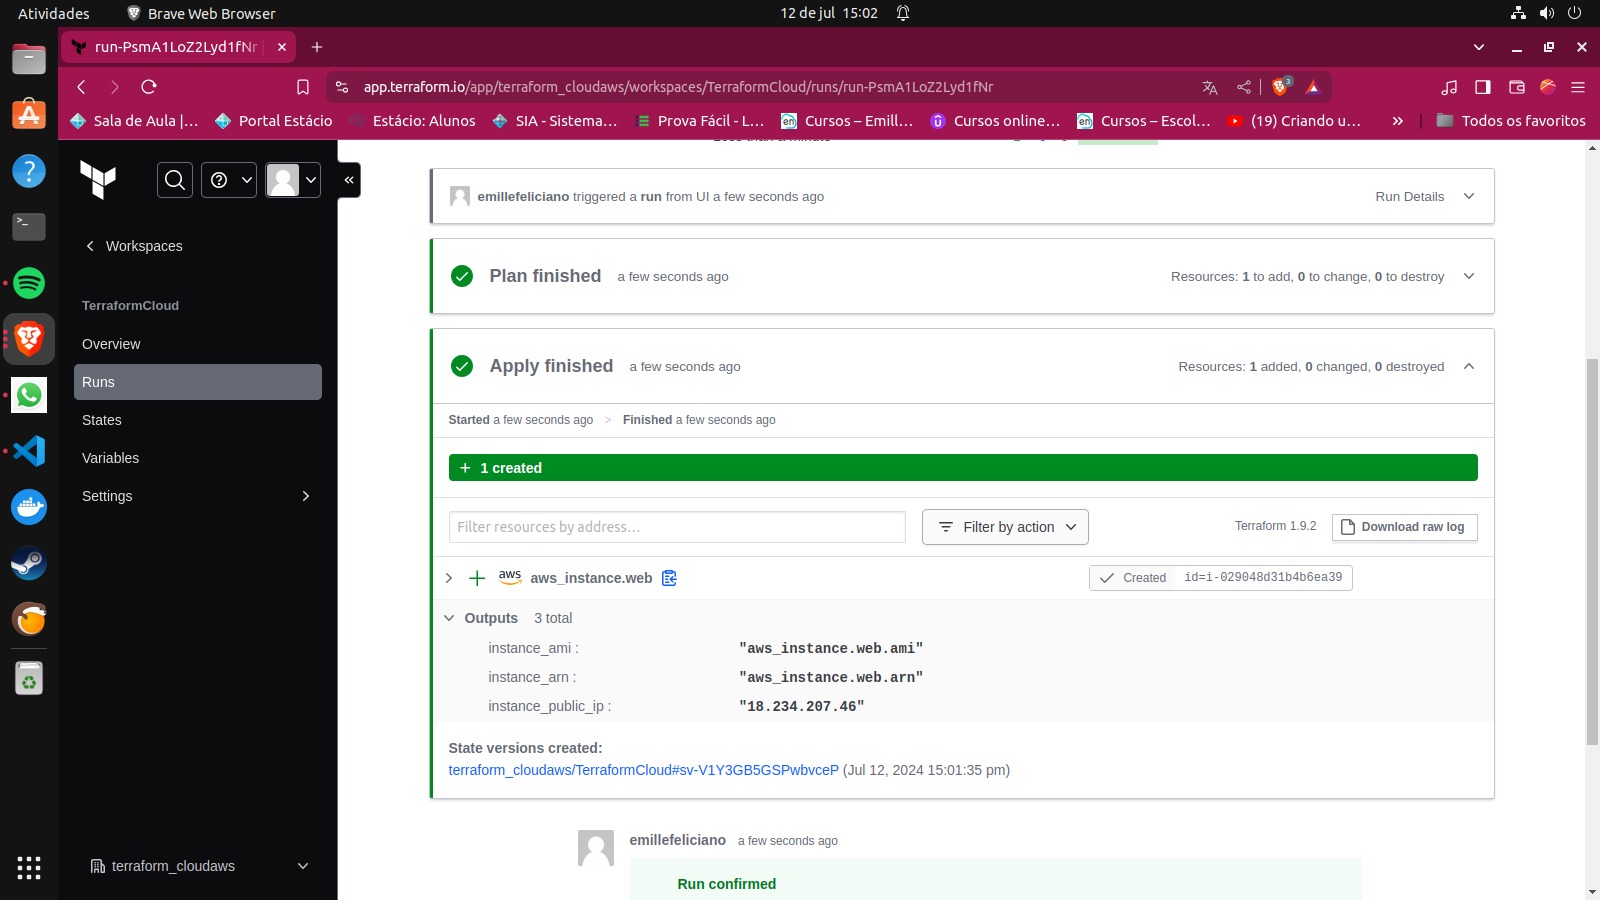 Atividades
Brave Web Browser
12 de jul 15:02
run-PsmA1LoZ2Lyd1fNr
app.terraform.io/app/terraform_cloudaws/workspaces/TerraformCloud/runs/run-PsmA1LoZ2Lyd1fNr
3
Sala de Aula |…
Portal Estácio
Estácio: Alunos
SIA - Sistema…
Prova Fácil - L…
Cursos – Emill…
Cursos online…
Cursos – Escol…
(19) Criando u…
Todos os favoritos
Less than a minute
emillefeliciano triggered a run from UI a few seconds ago
Run Details
Workspaces
Plan finished a few seconds ago
Resources: 1 to add, 0 to change, 0 to destroy
TerraformCloud
Overview
Runs
States
Variables
Settings
Apply finished a few seconds ago
Resources: 1 added, 0 changed, 0 destroyed
Started a few seconds ago > Finished a few seconds ago
+ 1 created
Filter resources by address…
Filter by action
Terraform 1.9.2
Download raw log
aws aws_instance.web
Created id=i-029048d31b4b6ea39
Outputs 3 total
instance_ami : "aws_instance.web.ami"
instance_arn : "aws_instance.web.arn"
instance_public_ip : "18.234.207.46"
State versions created:
terraform_cloudaws/TerraformCloud#sv-V1Y3GB5GSPwbvceP (Jul 12, 2024 15:01:35 pm)
emillefeliciano a few seconds ago
Run confirmed
terraform_cloudaws